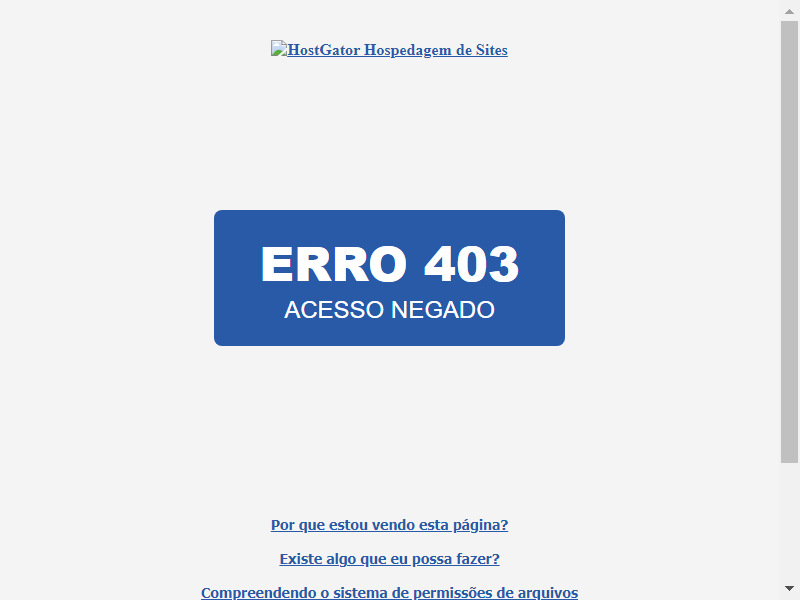 HostGator Hospedagem de Sites
ERRO 403
ACESSO NEGADO
Por que estou vendo esta página?
Existe algo que eu possa fazer?
Compreendendo o sistema de permissões de arquivos